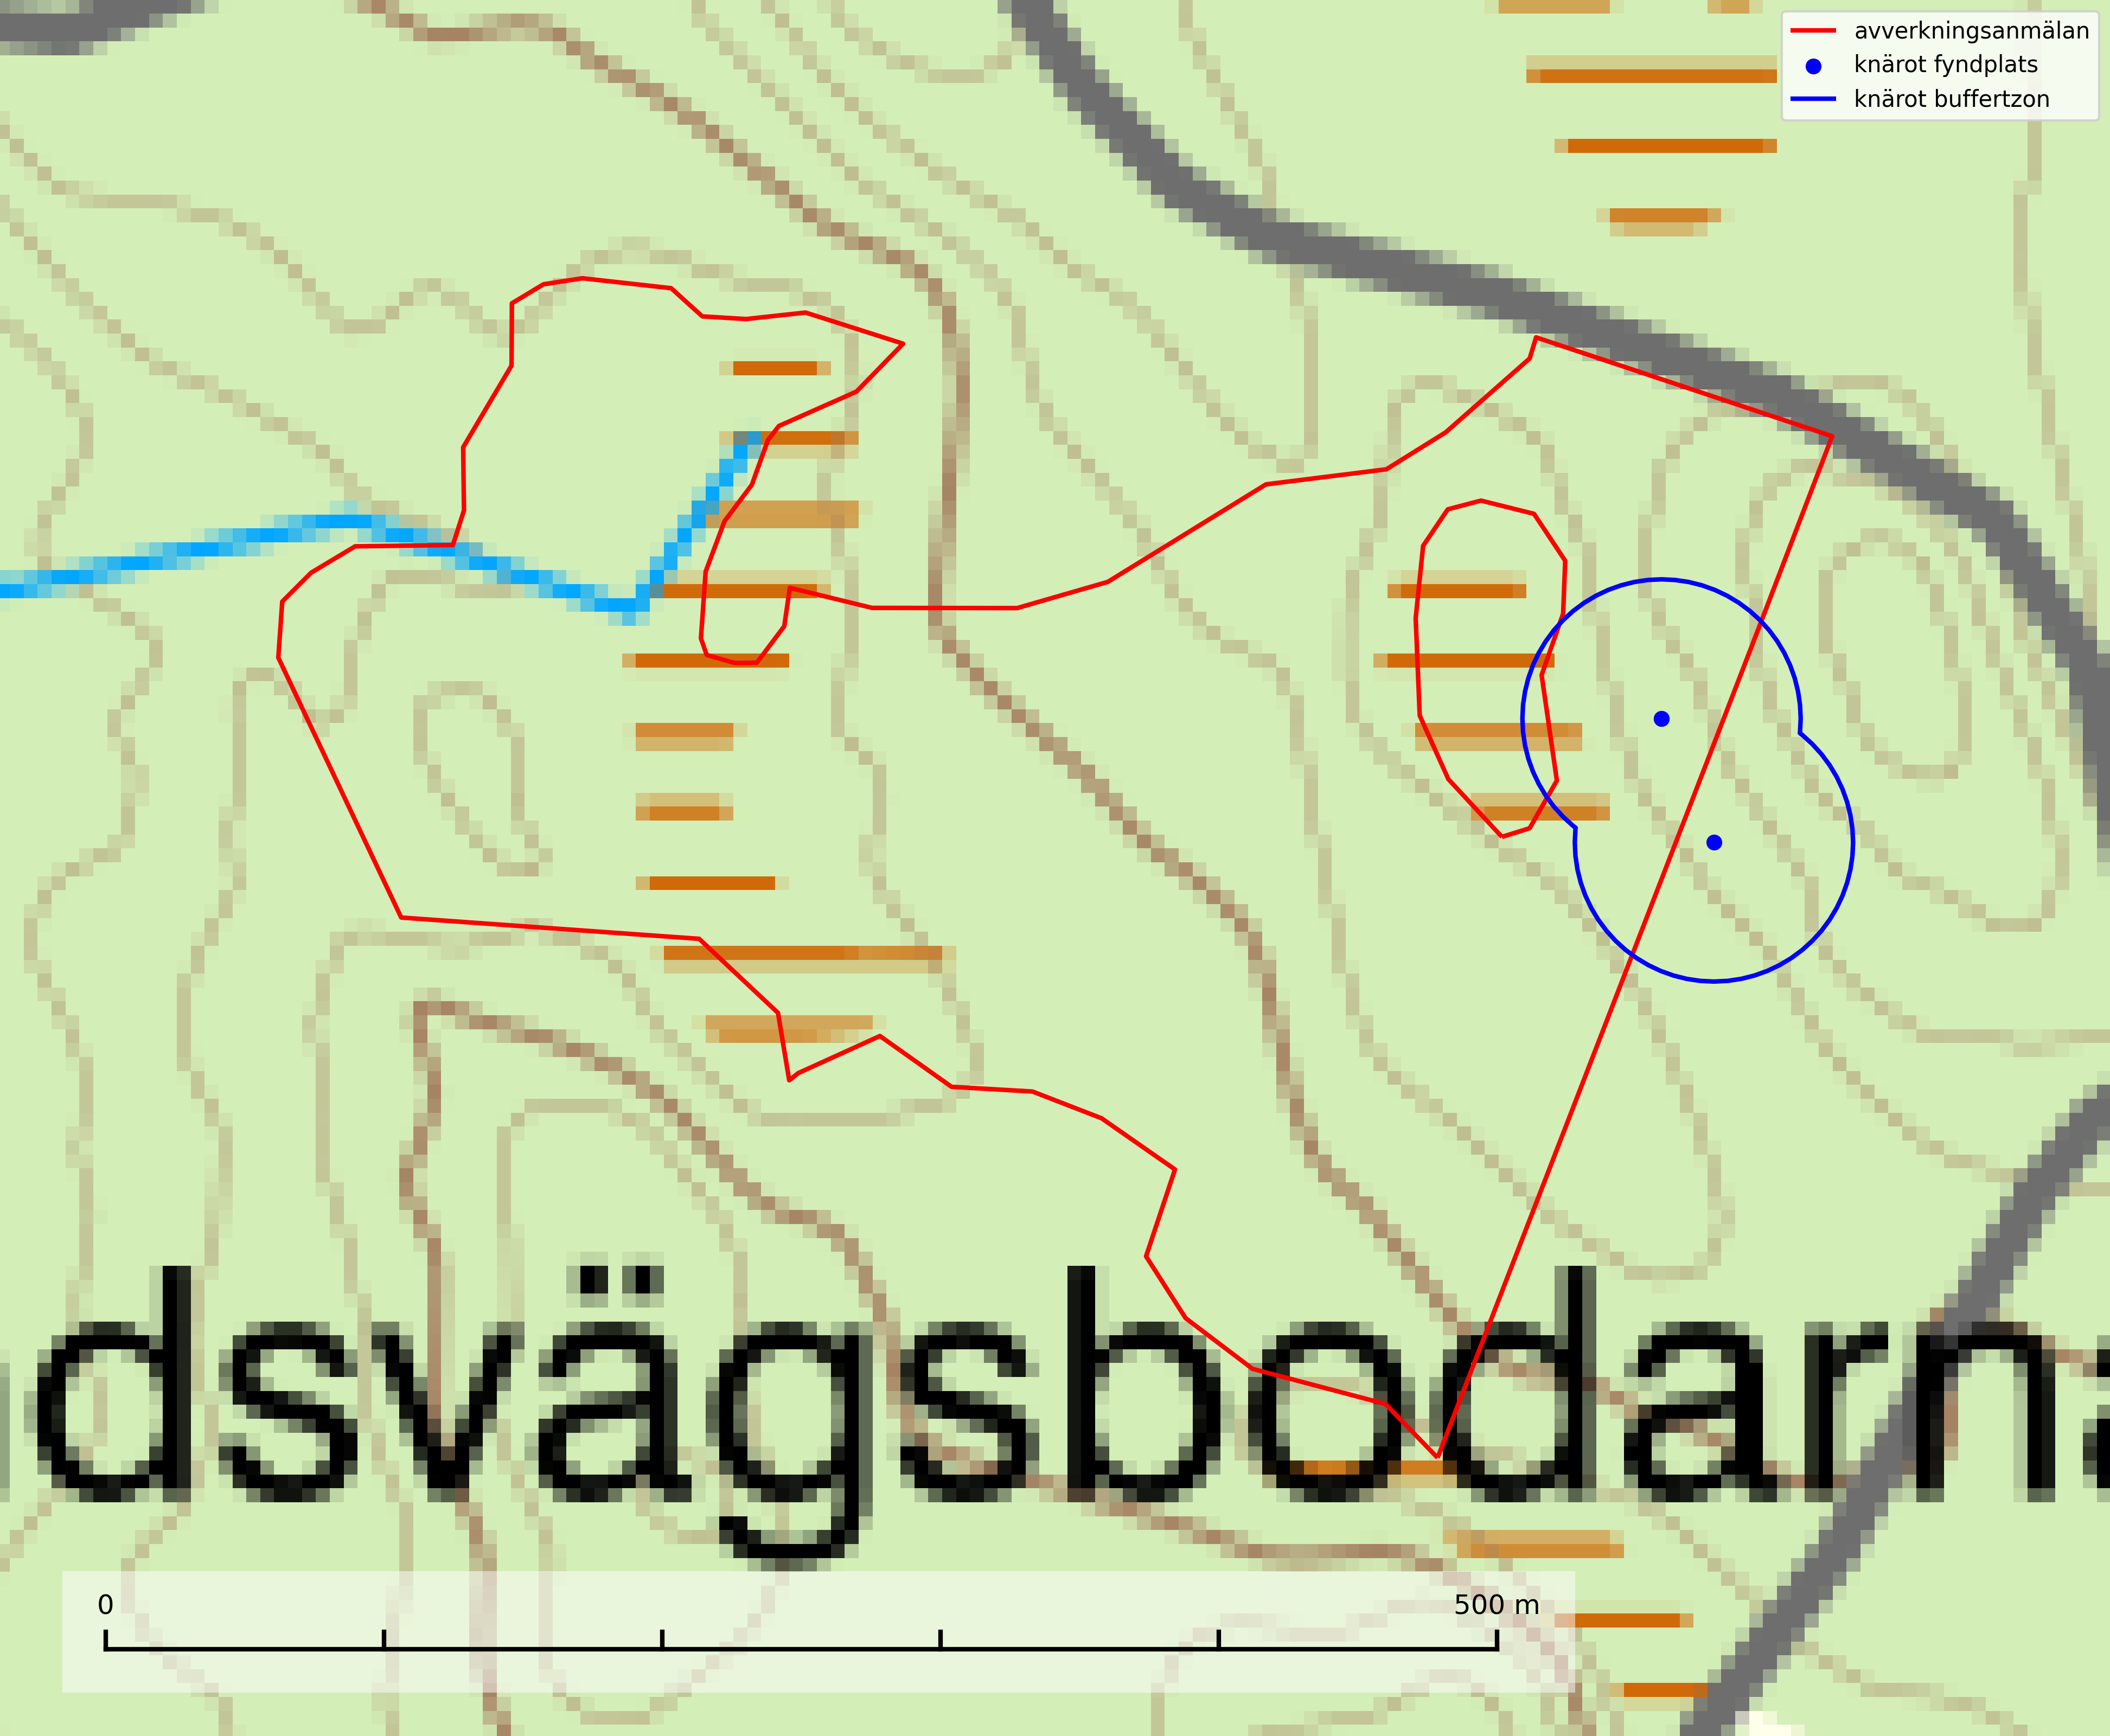 avverkningsanmälan
knärot fyndplats
knärot buffertzon
dsvägsbodarna
0 500 m